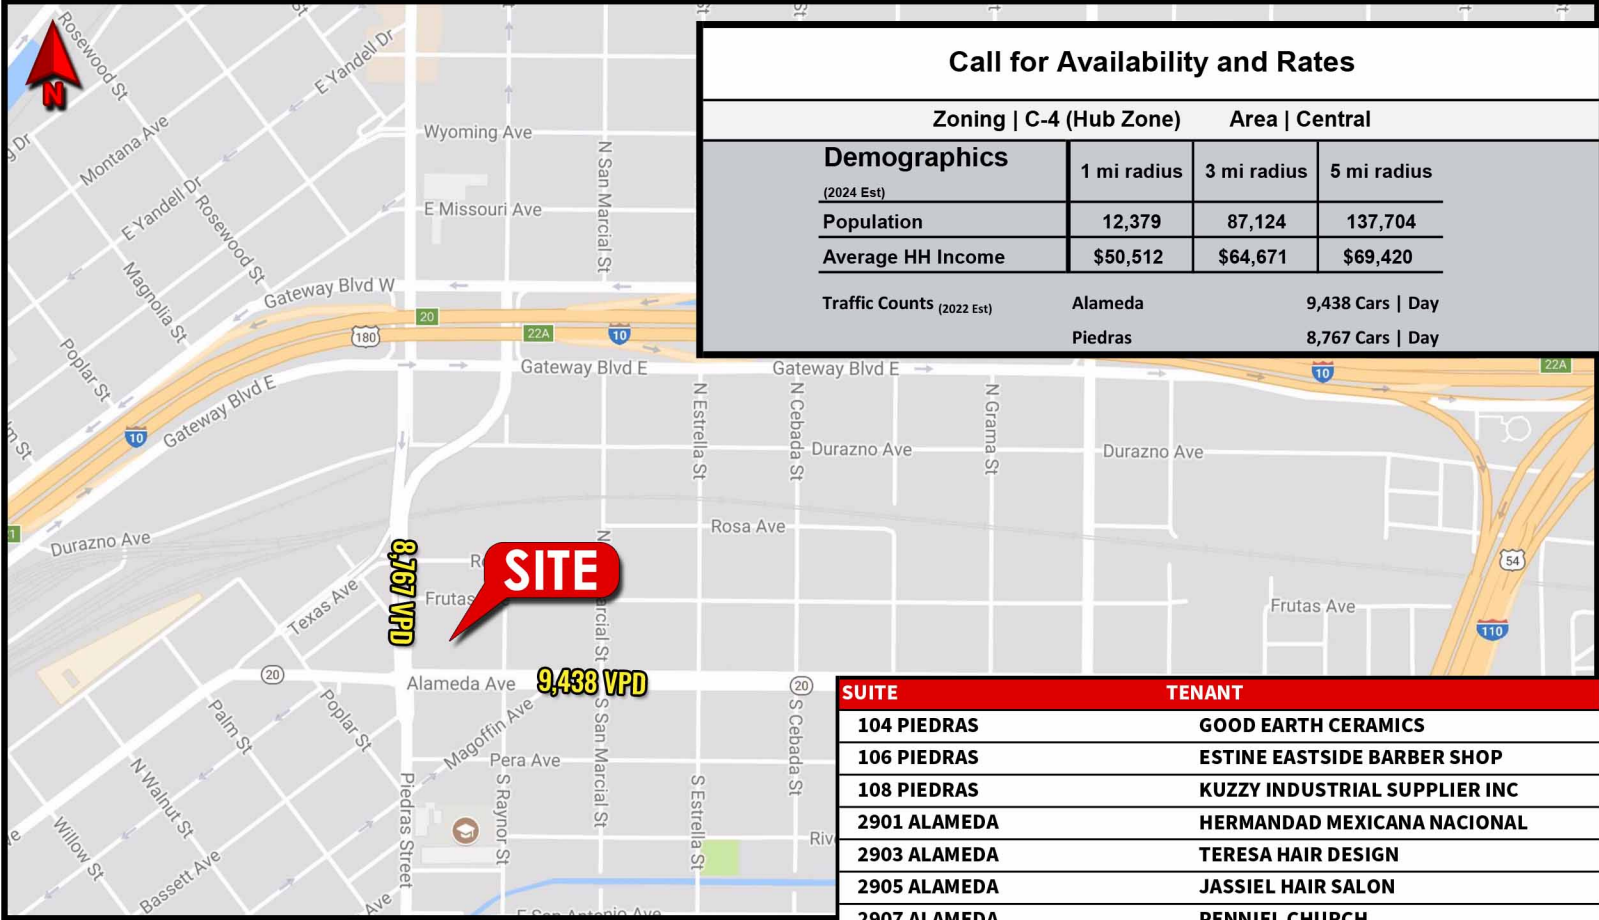 Call for Availability and Rates
Zoning | C-4 (Hub Zone) Area | Central
Demographics 1 mi radius 3 mi radius 5 mi radius
(2024 Est)
Population 12,379 87,124 137,704
Average HH Income $50,512 $64,671 $69,420
Traffic Counts (2022 Est) Alameda 9,438 Cars | Day
Piedras 8,767 Cars | Day
N
Rosewood St
E Yandell Dr
Montana Ave
Wyoming Ave
N San Marcial St
E Missouri Ave
E Yandell Dr
Rosewood St
Magnolia St
Gateway Blvd W
20
180
22A
10
Poplar St
Gateway Blvd E
Gateway Blvd E
Gateway Blvd E
10
22A
10
N Estrella St
N Cebada St
N Grama St
Durazno Ave
Durazno Ave
Durazno Ave
Rosa Ave
54
110
8,767 VPD
SITE
Texas Ave
Frutas
Frutas Ave
20
Alameda Ave
9,438 VPD
20
Palm St
Poplar St
Magoffin Ave
S San Marcial St
S Cebada St
Pera Ave
N Walnut St
Piedras Street
S Raynor St
S Estrella St
Willow St
Bassett Ave
Ave
E San Antonio Ave
SUITE TENANT
104 PIEDRAS GOOD EARTH CERAMICS
106 PIEDRAS ESTINE EASTSIDE BARBER SHOP
108 PIEDRAS KUZZY INDUSTRIAL SUPPLIER INC
2901 ALAMEDA HERMANDAD MEXICANA NACIONAL
2903 ALAMEDA TERESA HAIR DESIGN
2905 ALAMEDA JASSIEL HAIR SALON
2907 ALAMEDA PENNIEL CHURCH